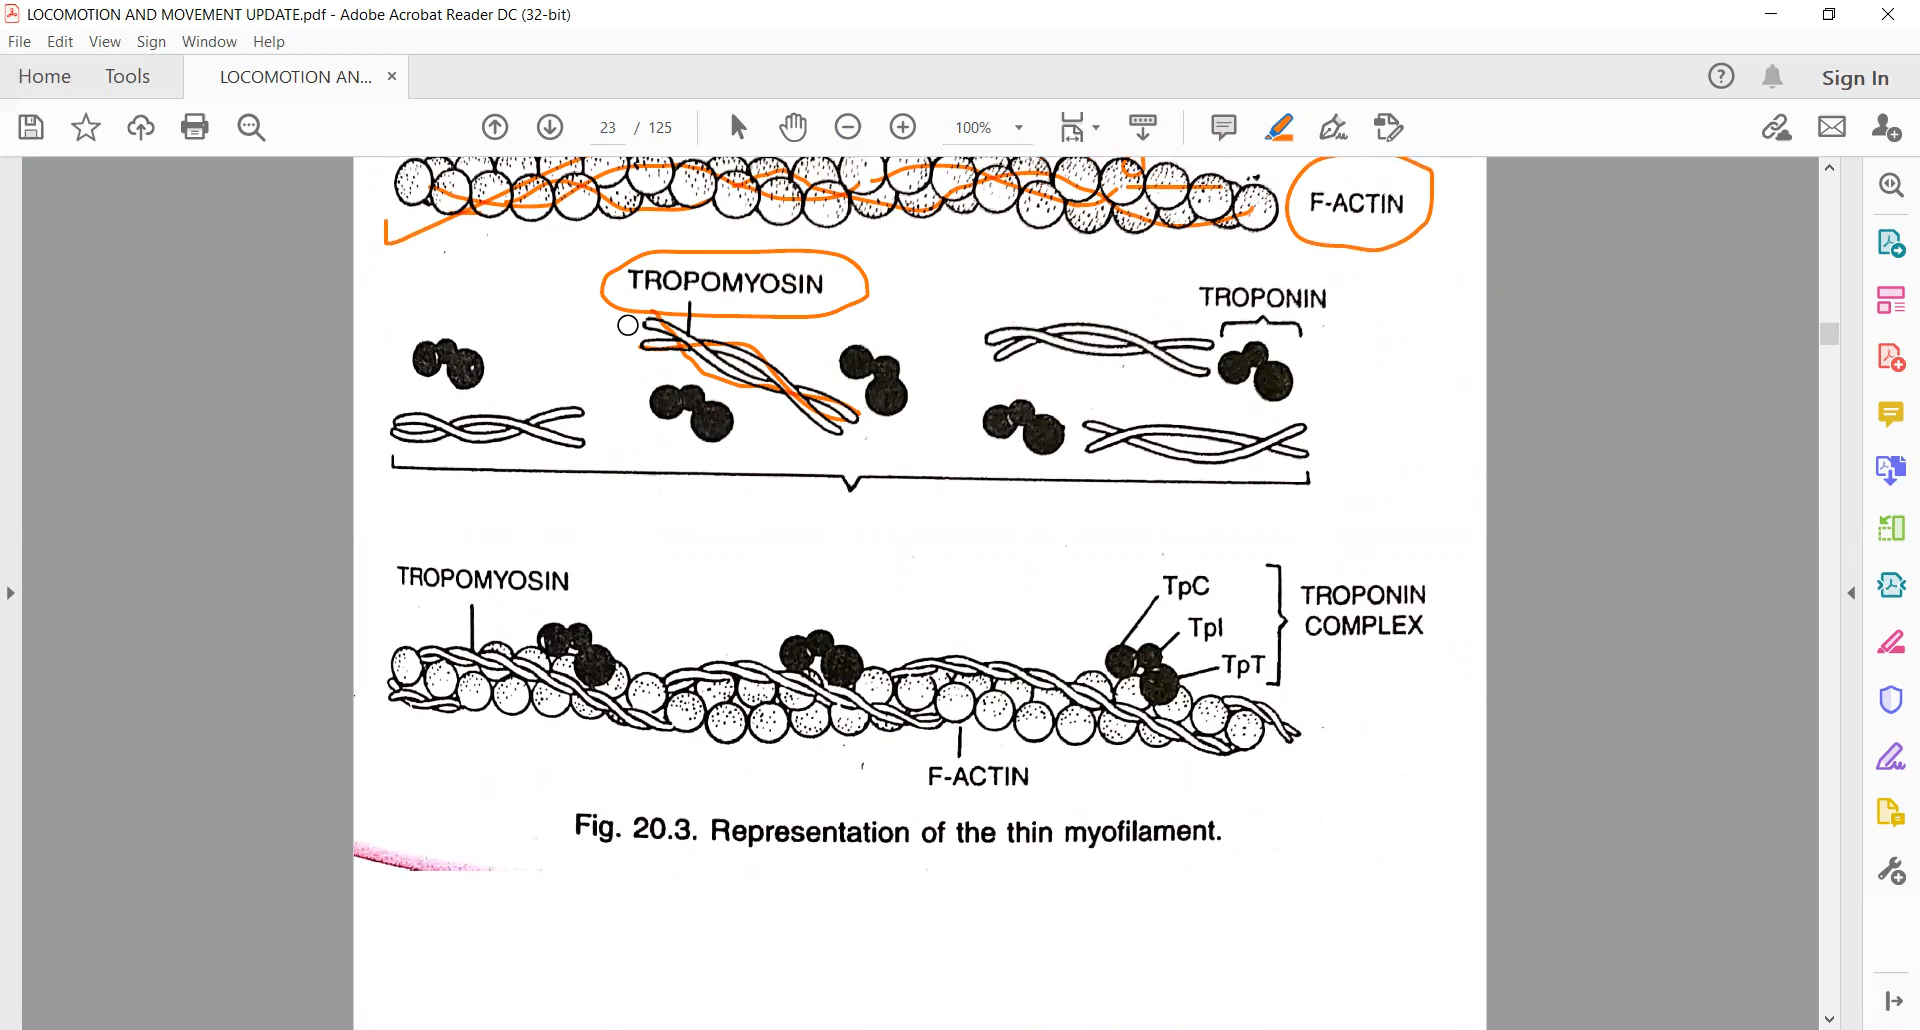 LOCOMOTION AND MOVEMENT UPDATE.pdf - Adobe Acrobat Reader DC (32-bit)
File Edit View Sign Window Help
Home Tools LOCOMOTION AN... × Sign In
23 / 125 100%
F-ACTIN
TROPOMYOSIN
TROPONIN
TROPOMYOSIN
TpC
TpI
TpT
TROPONIN
COMPLEX
F-ACTIN
Fig. 20.3. Representation of the thin myofilament.